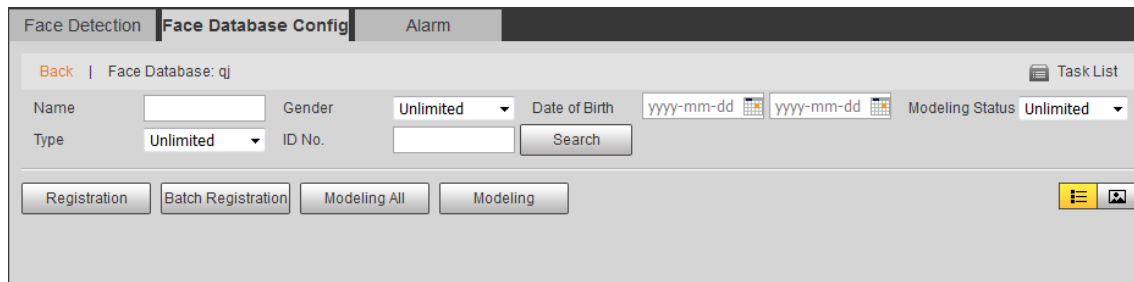 Face Detection Face Database Config Alarm
Back | Face Database: qj Task List
Name Gender Unlimited Date of Birth yyyy-mm-dd yyyy-mm-dd Modeling Status Unlimited
Type Unlimited ID No. Search
Registration Batch Registration Modeling All Modeling